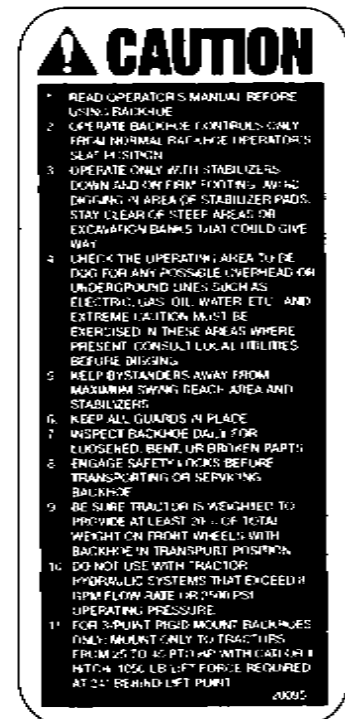 CAUTION
1. READ OPERATOR'S MANUAL BEFORE
USING BACKHOE
2. OPERATE BACKHOE CONTROLS ONLY
FROM NORMAL BACKHOE OPERATOR'S
SEAT POSITION
3. OPERATE ONLY WITH STABILIZERS
DOWN AND ON FIRM FOOTING. AVOID
DIGGING IN AREA OF STABILIZER PADS.
STAY CLEAR OF STEEP AREAS OR
EXCAVATION BANKS THAT COULD GIVE
WAY
4. CHECK THE OPERATING AREA TO BE
DUG FOR ANY POSSIBLE OVERHEAD OR
UNDERGROUND LINES SUCH AS
ELECTRIC, GAS, OIL, WATER, ETC. AND
EXTREME CAUTION MUST BE
EXERCISED IN THESE AREAS WHERE
PRESENT. CONSULT LOCAL UTILITIES
BEFORE DIGGING
5. KEEP BYSTANDERS AWAY FROM
MAXIMUM SWING REACH AREA AND
STABILIZERS
6. KEEP ALL GUARDS IN PLACE
7. INSPECT BACKHOE DAILY FOR
LOOSENED, BENT, OR BROKEN PARTS
8. ENGAGE SAFETY LOCKS BEFORE
TRANSPORTING OR SERVICING
BACKHOE
9. BE SURE TRACTOR IS WEIGHTED TO
PROVIDE AT LEAST 20% OF TOTAL
WEIGHT ON FRONT WHEELS WITH
BACKHOE IN TRANSPORT POSITION
10. DO NOT USE WITH TRACTOR
HYDRAULIC SYSTEMS THAT EXCEED
GPM FLOW RATE OR 2500 PSI
OPERATING PRESSURE
11. FOR 3-POINT RIGID MOUNT BACKHOES
ONLY: MOUNT ONLY TO TRACTORS
FROM 25 TO PTO HP WITH CAT
HITCH. LB LIFT FORCE REQUIRED
AT 24" BEHIND LIFT POINT
20095